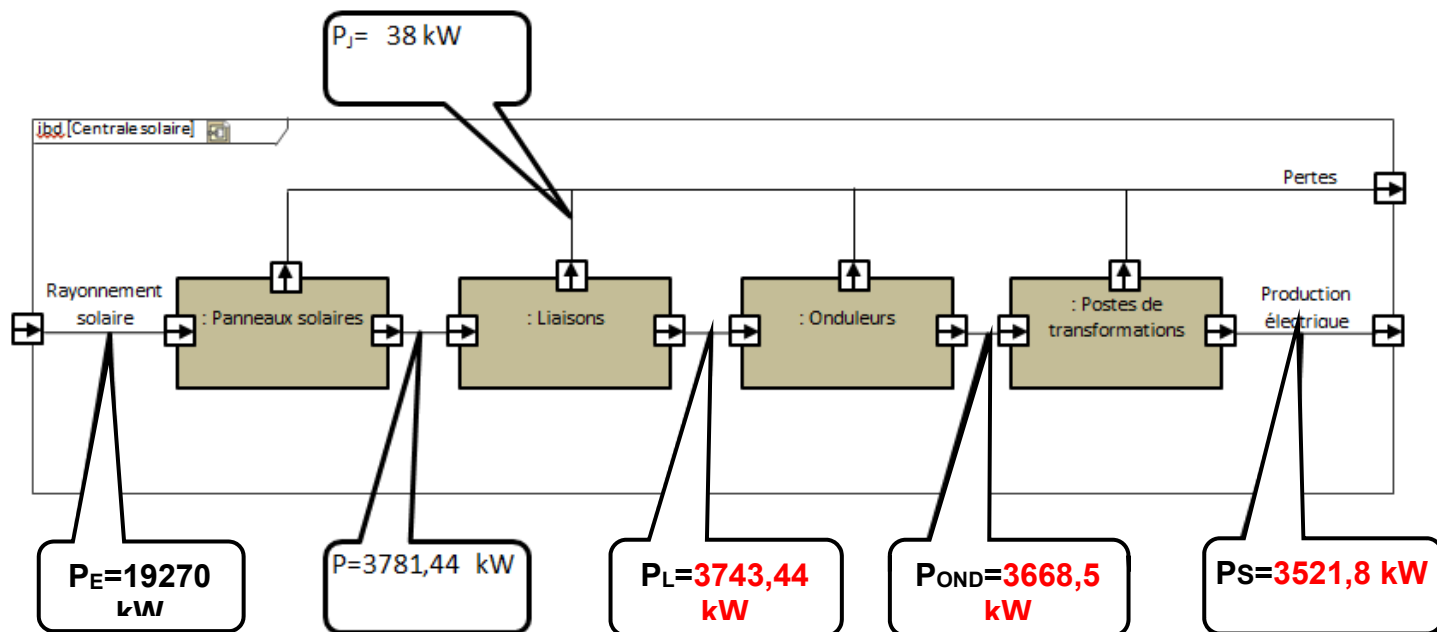 PJ= 38 kW
ibd [Centrale solaire]
Pertes
Rayonnement
solaire
: Panneaux solaires
: Liaisons
: Onduleurs
: Postes de
transformations
Production
électrique
PE=19270
kW
P=3781,44 kW
PL=3743,44
kW
POND=3668,5
kW
PS=3521,8 kW